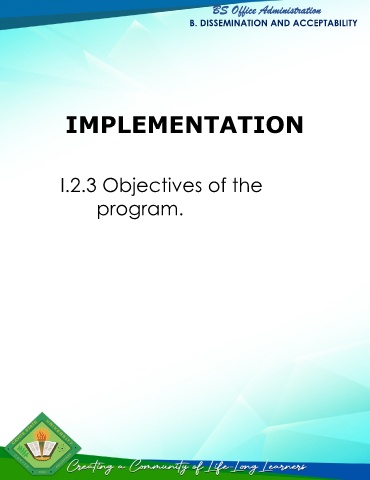 BS Office Administration
B. DISSEMINATION AND ACCEPTABILITY
IMPLEMENTATION
I.2.3 Objectives of the
program.
Creating a Community of Life Long Learners